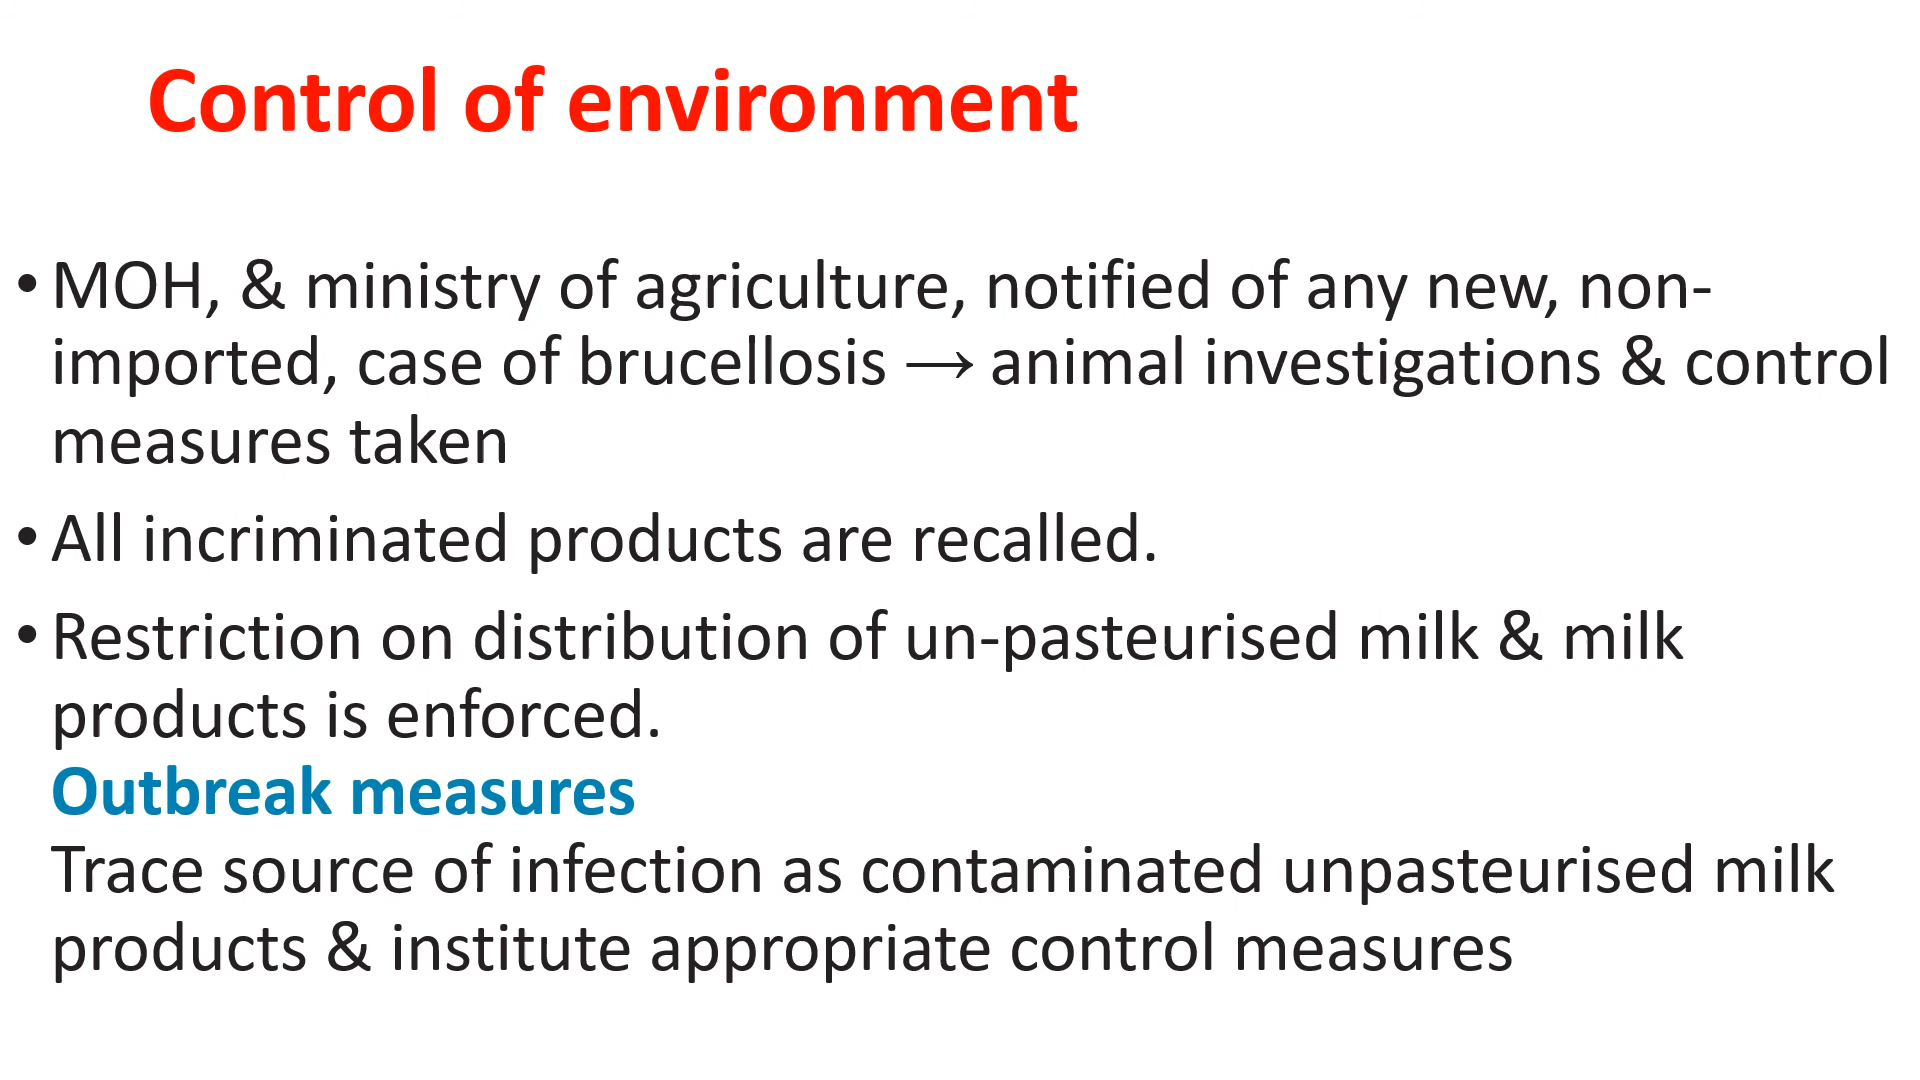 Control of environment
• MOH, & ministry of agriculture, notified of any new, non-
imported, case of brucellosis → animal investigations & control
measures taken
• All incriminated products are recalled.
• Restriction on distribution of un-pasteurised milk & milk
products is enforced.
Outbreak measures
Trace source of infection as contaminated unpasteurised milk
products & institute appropriate control measures